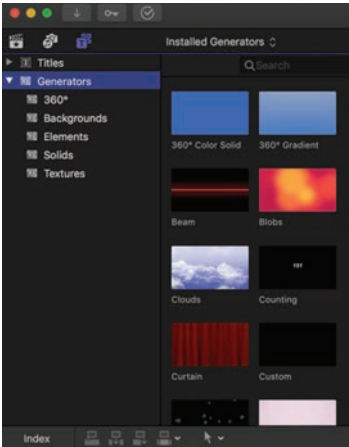 Installed Generators
Titles
Search
Generators
360°
Backgrounds
Elements
Solids
Textures
360° Color Solid
360° Gradient
Beam
Blobs
Clouds
Counting
Curtain
Custom
Index